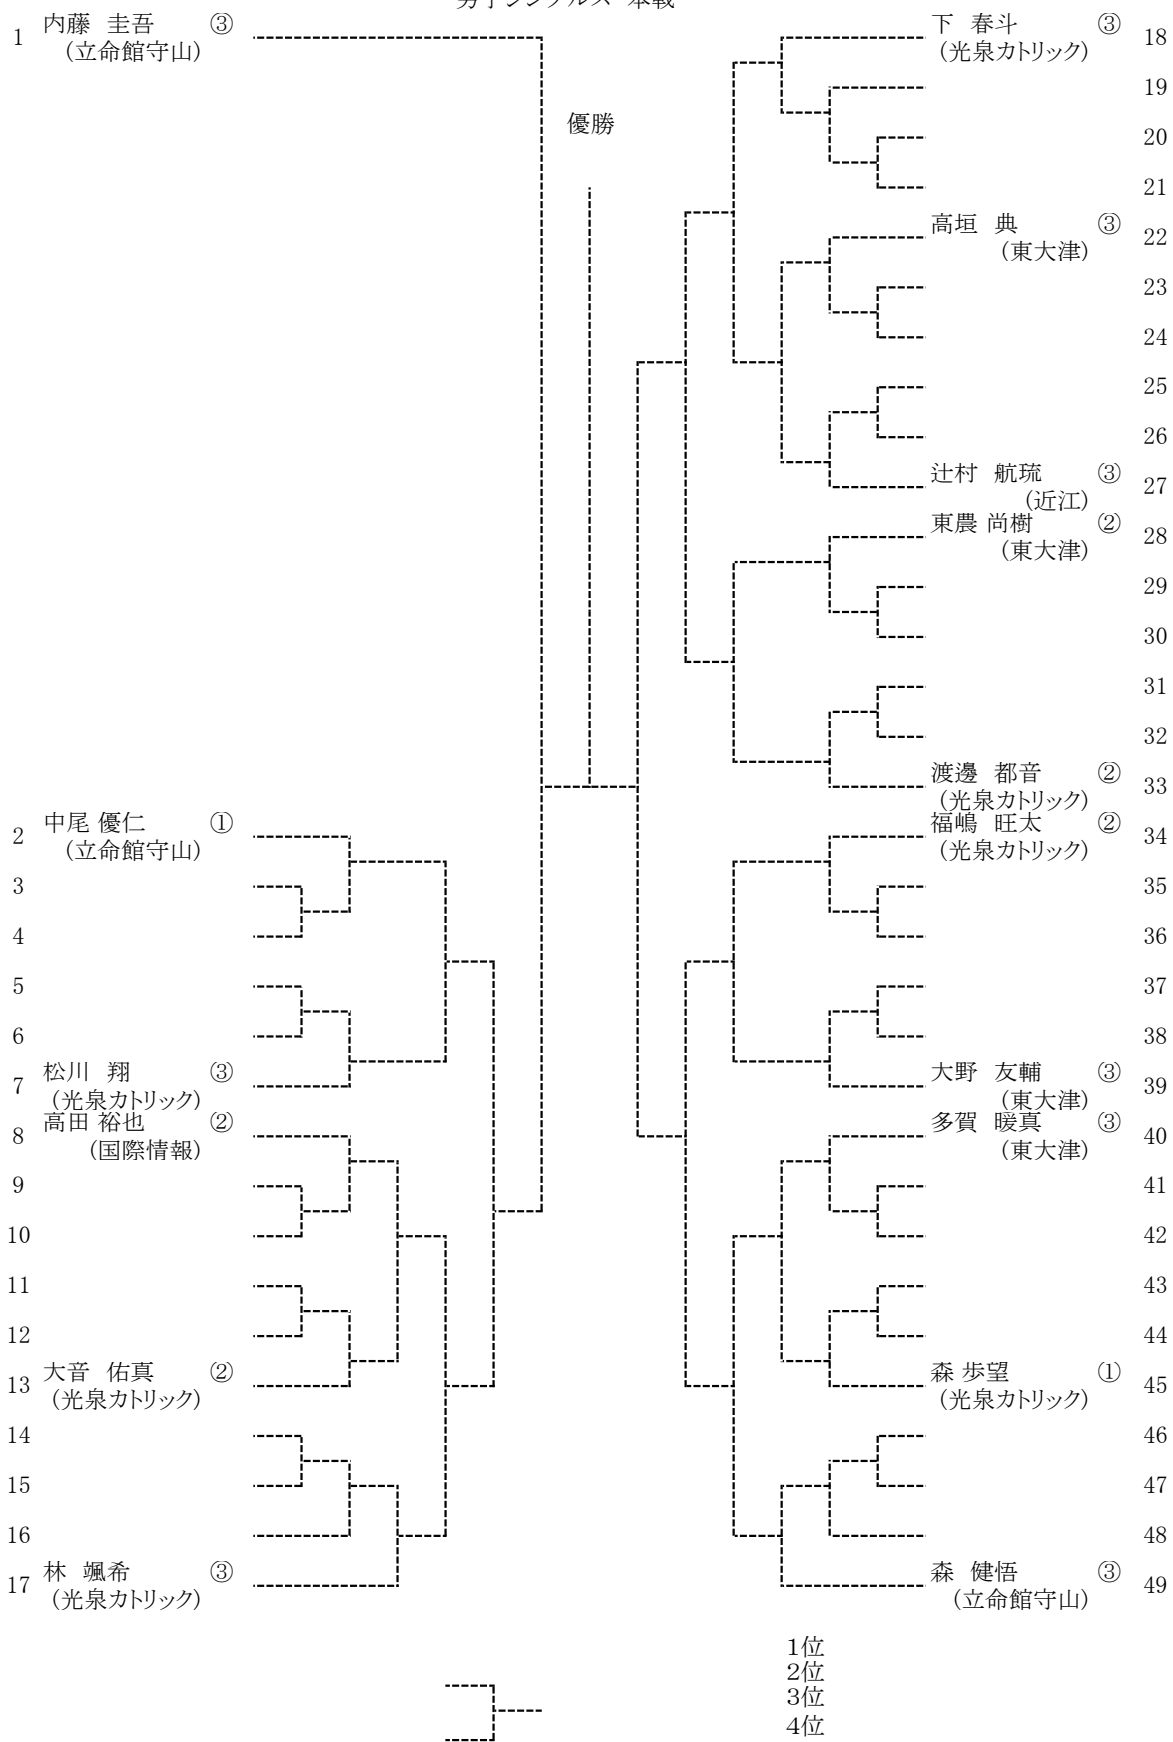 男子シングルス 本戦
1 内藤 圭吾 ③
(立命館守山)
優勝
2 中尾 優仁 ①
(立命館守山)
3
4
5
6
7 松川 翔 ③
(光泉カトリック)
8 高田 裕也 ②
(国際情報)
9
10
11
12
13 大音 佑真 ②
(光泉カトリック)
14
15
16
17 林 颯希 ③
(光泉カトリック)
下 春斗 ③ 18
(光泉カトリック)
19
20
21
高垣 典 ③ 22
(東大津)
23
24
25
26
辻村 航琉 ③ 27
(近江)
東農 尚樹 ② 28
(東大津)
29
30
31
32
渡邊 都音 ② 33
(光泉カトリック)
福嶋 旺太 ② 34
(光泉カトリック)
35
36
37
38
大野 友輔 ③ 39
(東大津)
多賀 暖真 ③ 40
(東大津)
41
42
43
44
森 歩望 ① 45
(光泉カトリック)
46
47
48
森 健悟 ③ 49
(立命館守山)
1位
2位
3位
4位